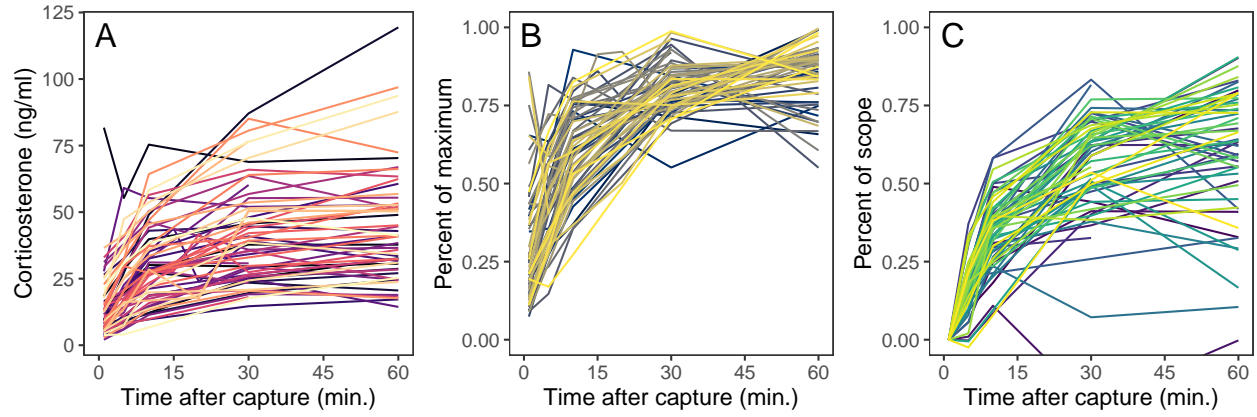 A
Corticosterone (ng/ml)
125
100
75
50
25
0
0 15 30 45 60
Time after capture (min.)
B
Percent of maximum
1.00
0.75
0.50
0.25
0.00
0 15 30 45 60
Time after capture (min.)
C
Percent of scope
1.00
0.75
0.50
0.25
0.00
0 15 30 45 60
Time after capture (min.)